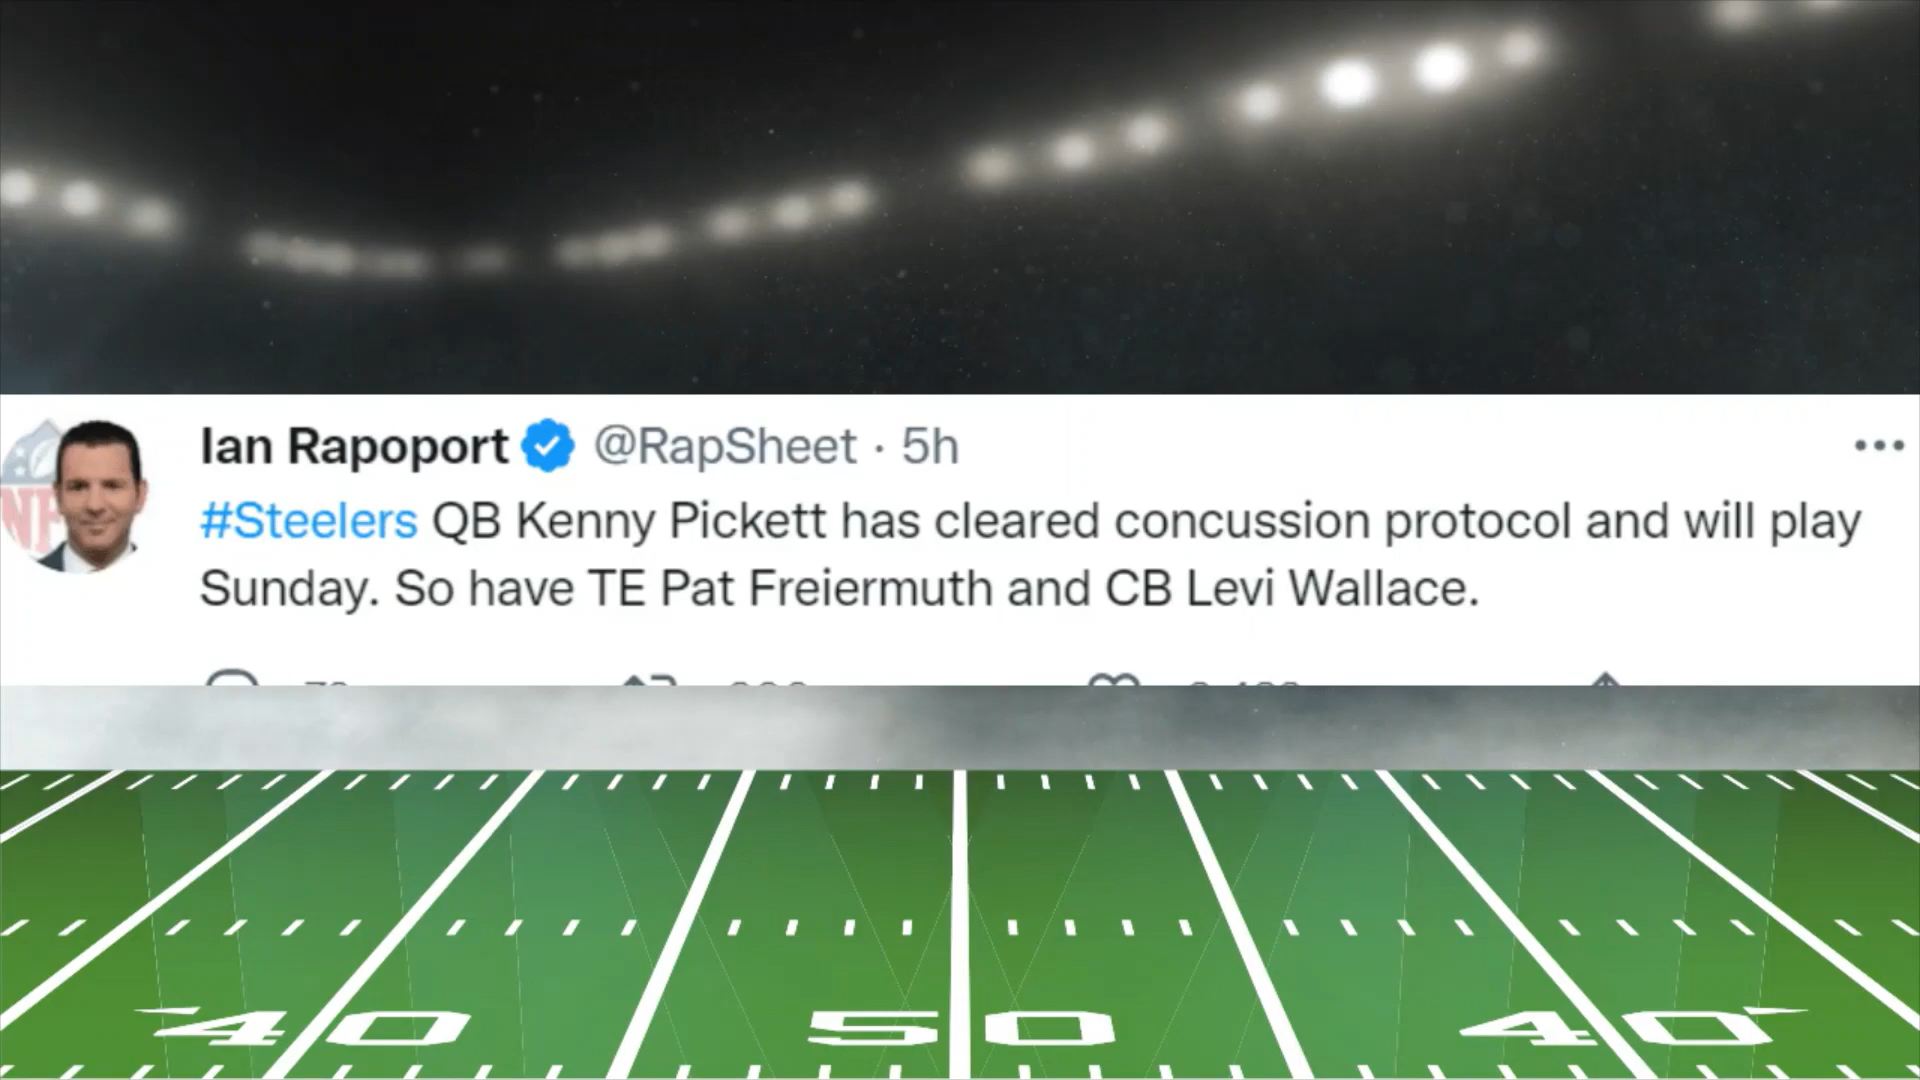 Ian Rapoport @RapSheet · 5h
#Steelers QB Kenny Pickett has cleared concussion protocol and will play
Sunday. So have TE Pat Freiermuth and CB Levi Wallace.
40 50 40